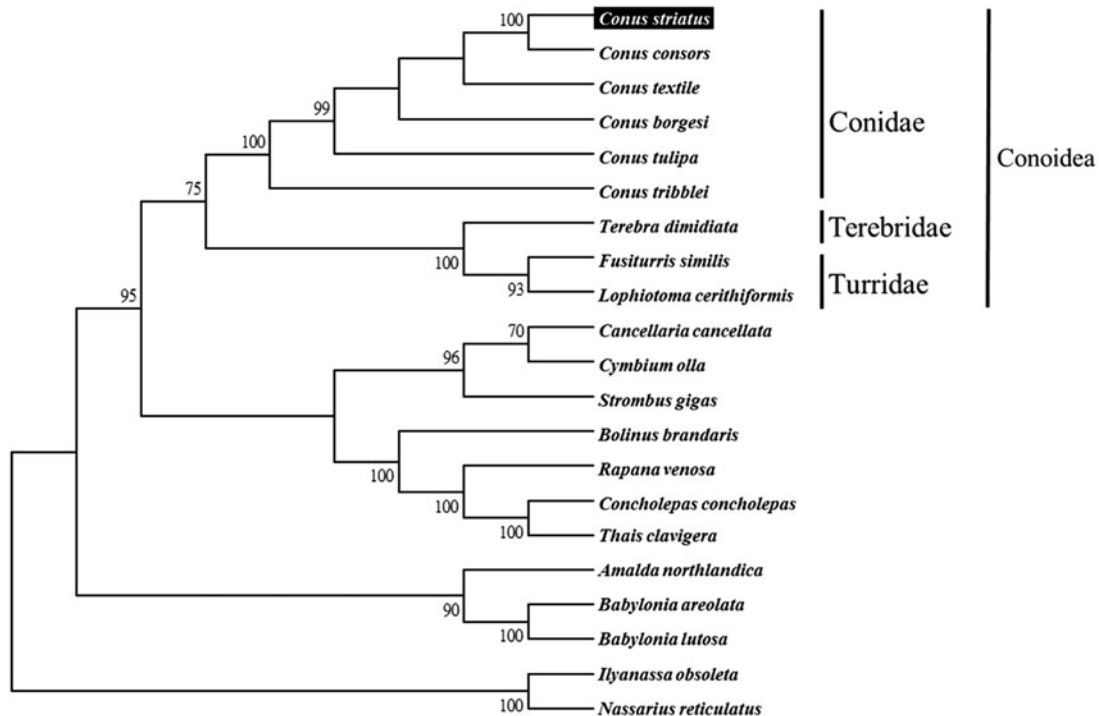 100
Conus striatus
Conus consors
Conus textile
99
Conus borgesi
Conidae
100
Conus tulipa
Conoidea
75
Conus tribblei
Terebra dimidiata
Terebridae
100
Fusiturris similis
Turridae
93
Lophiotoma cerithiformis
95
70
Cancellaria cancellata
96
Cymbium olla
Strombus gigas
Bolinus brandaris
100
Rapana venosa
100
Concholepas concholepas
100
Thais clavigera
Amalda northlandica
90
Babylonia areolata
100
Babylonia lutosa
Ilyanassa obsoleta
100
Nassarius reticulatus